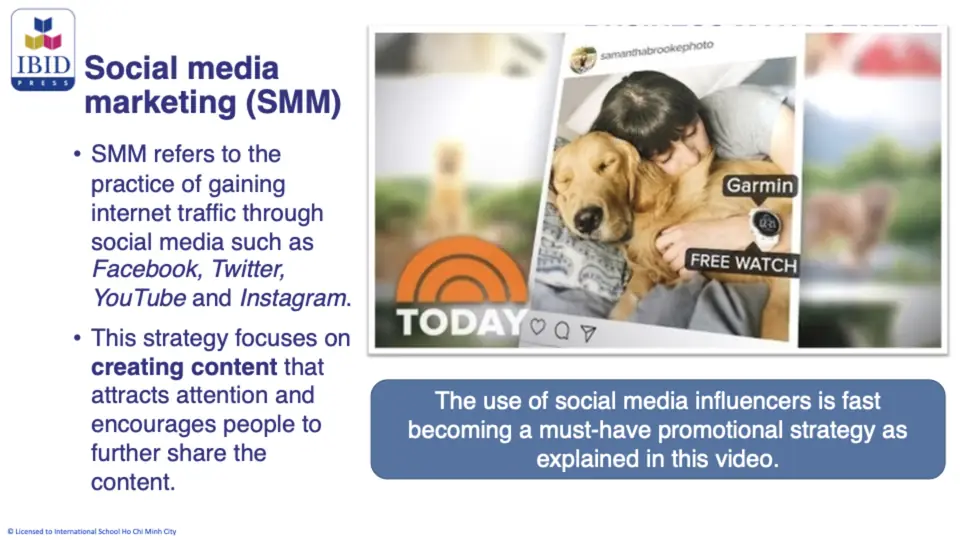 IBID
PRESS
Social media
marketing (SMM)
• SMM refers to the
practice of gaining
internet traffic through
social media such as
Facebook, Twitter,
YouTube and Instagram.
• This strategy focuses on
creating content that
attracts attention and
encourages people to
further share the
content.
samanthabrookephoto
Garmin
FREE WATCH
TODAY
The use of social media influencers is fast
becoming a must-have promotional strategy as
explained in this video.
© Licensed to International School Ho Chi Minh City